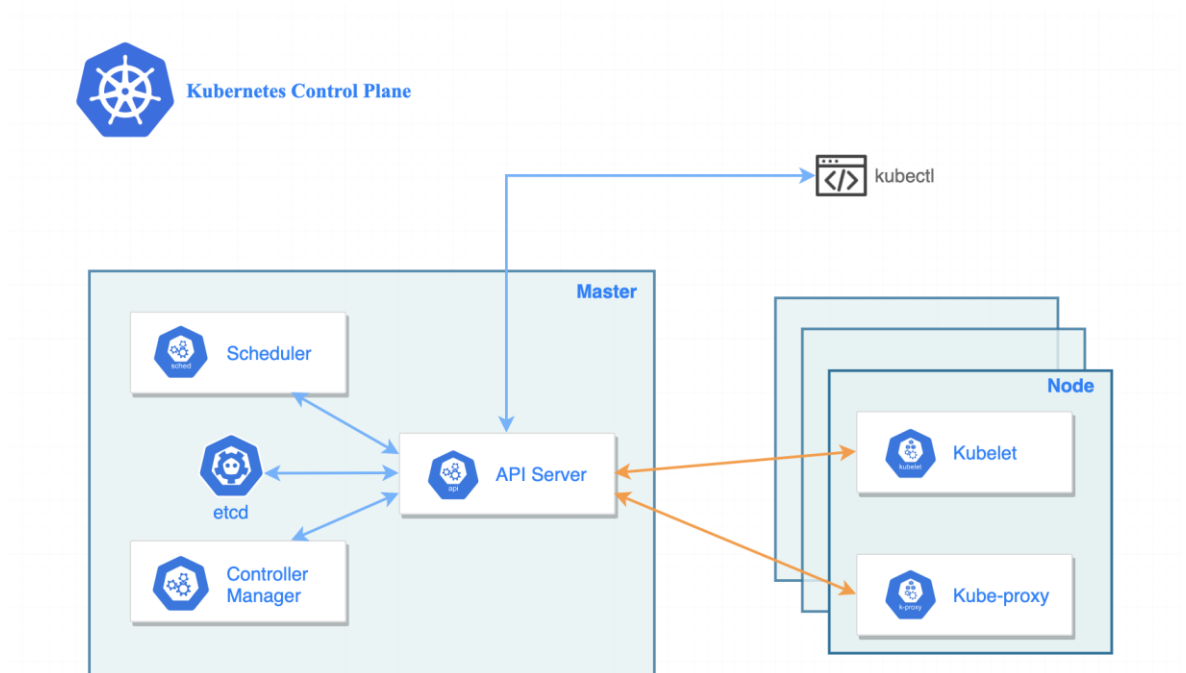 Kubernetes Control Plane
</>
kubectl
Master
sched
Scheduler
etcd
api
API Server
Controller
Manager
Node
kubelet
Kubelet
k-proxy
Kube-proxy